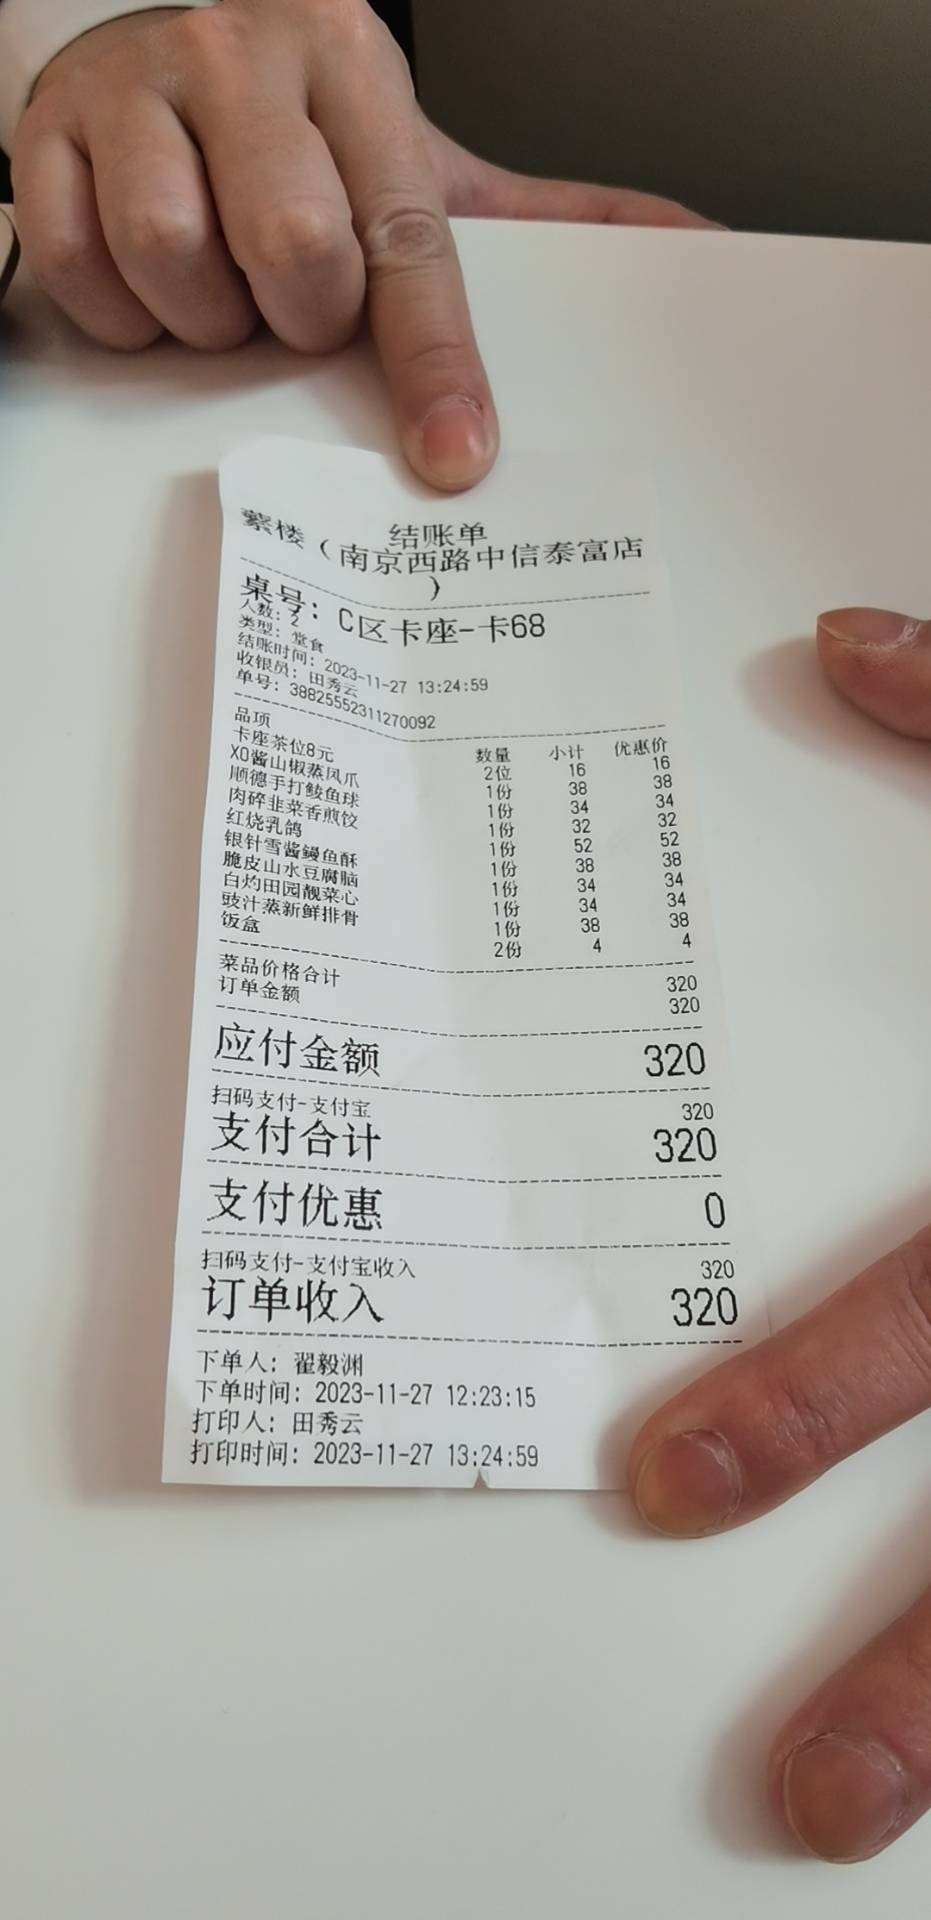 结账单
蘩楼（南京西路中信泰富店
）
桌号：C区卡座-卡68
人数：2
类型：堂食
结账时间：2023-11-27 13:24:59
收银员：田秀云
单号：38825552311270092
品项 数量 小计 优惠价
卡座茶位8元 2位 16 16
XO酱山椒蒸凤爪 1份 38 38
顺德手打鲮鱼球 1份 34 34
肉碎韭菜香煎饺 1份 32 32
红烧乳鸽 1份 52 52
银针雪酱鳗鱼酥 1份 38 38
脆皮山水豆腐脑 1份 34 34
白灼田园靓菜心 1份 34 34
豉汁蒸新鲜排骨 1份 38 38
饭盒 2份 4 4
菜品价格合计 320
订单金额 320
应付金额 320
扫码支付-支付宝 320
支付合计 320
支付优惠 0
扫码支付-支付宝收入 320
订单收入 320
下单人：翟毅渊
下单时间：2023-11-27 12:23:15
打印人：田秀云
打印时间：2023-11-27 13:24:59